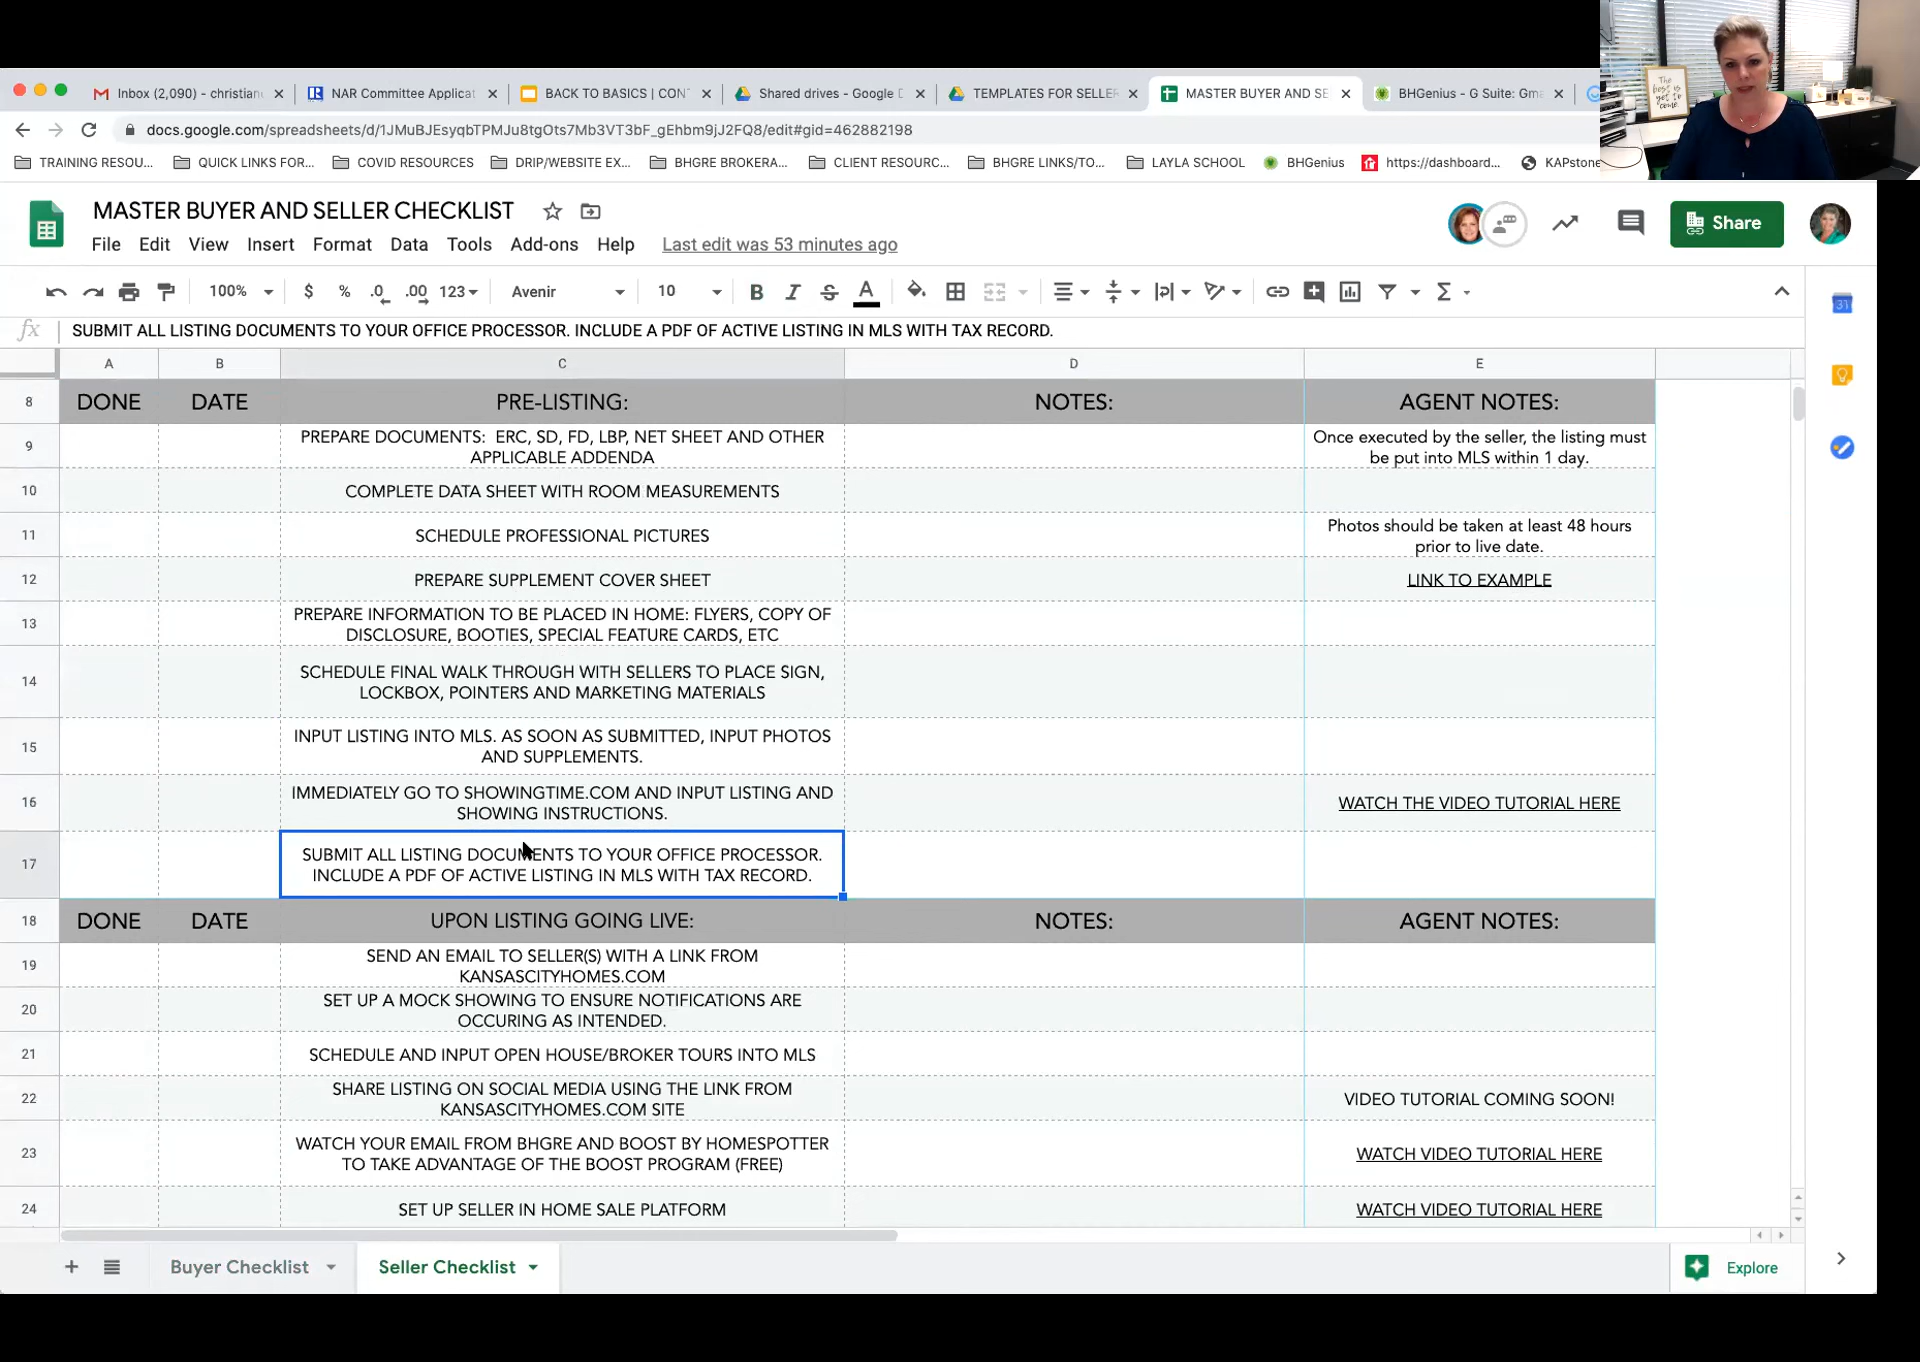 Inbox (2,090) - christian
NAR Committee Applicat
BACK TO BASICS | CON
Shared drives - Google D
TEMPLATES FOR SELLER
MASTER BUYER AND SE
BHGenius - G Suite: Gma
The best is yet to come.
docs.google.com/spreadsheets/d/1JMuBJEsyqbTPMJu8tgOts7Mb3VT3bF_gEhbm9jJ2FQ8/edit#gid=462882198
TRAINING RESOU...
QUICK LINKS FOR...
COVID RESOURCES
DRIP/WEBSITE EX...
BHGRE BROKERA...
CLIENT RESOURC...
BHGRE LINKS/TO...
LAYLA SCHOOL
BHGenius
https://dashboard...
KAPstone
MASTER BUYER AND SELLER CHECKLIST
File Edit View Insert Format Data Tools Add-ons Help Last edit was 53 minutes ago
Share
100% $ % .0 .00 123 Avenir 10 B I S A Σ
31
fx SUBMIT ALL LISTING DOCUMENTS TO YOUR OFFICE PROCESSOR. INCLUDE A PDF OF ACTIVE LISTING IN MLS WITH TAX RECORD.
A B C D E
8 DONE DATE PRE-LISTING: NOTES: AGENT NOTES:
9 PREPARE DOCUMENTS: ERC, SD, FD, LBP, NET SHEET AND OTHER
APPLICABLE ADDENDA
Once executed by the seller, the listing must
be put into MLS within 1 day.
10 COMPLETE DATA SHEET WITH ROOM MEASUREMENTS
11 SCHEDULE PROFESSIONAL PICTURES
Photos should be taken at least 48 hours
prior to live date.
12 PREPARE SUPPLEMENT COVER SHEET LINK TO EXAMPLE
13 PREPARE INFORMATION TO BE PLACED IN HOME: FLYERS, COPY OF
DISCLOSURE, BOOTIES, SPECIAL FEATURE CARDS, ETC
14 SCHEDULE FINAL WALK THROUGH WITH SELLERS TO PLACE SIGN,
LOCKBOX, POINTERS AND MARKETING MATERIALS
15 INPUT LISTING INTO MLS. AS SOON AS SUBMITTED, INPUT PHOTOS
AND SUPPLEMENTS.
16 IMMEDIATELY GO TO SHOWINGTIME.COM AND INPUT LISTING AND
SHOWING INSTRUCTIONS.
WATCH THE VIDEO TUTORIAL HERE
17 SUBMIT ALL LISTING DOCUMENTS TO YOUR OFFICE PROCESSOR.
INCLUDE A PDF OF ACTIVE LISTING IN MLS WITH TAX RECORD.
18 DONE DATE UPON LISTING GOING LIVE: NOTES: AGENT NOTES:
19 SEND AN EMAIL TO SELLER(S) WITH A LINK FROM
KANSASCITYHOMES.COM
20 SET UP A MOCK SHOWING TO ENSURE NOTIFICATIONS ARE
OCCURING AS INTENDED.
21 SCHEDULE AND INPUT OPEN HOUSE/BROKER TOURS INTO MLS
22 SHARE LISTING ON SOCIAL MEDIA USING THE LINK FROM
KANSASCITYHOMES.COM SITE
VIDEO TUTORIAL COMING SOON!
23 WATCH YOUR EMAIL FROM BHGRE AND BOOST BY HOMESPOTTER
TO TAKE ADVANTAGE OF THE BOOST PROGRAM (FREE)
WATCH VIDEO TUTORIAL HERE
24 SET UP SELLER IN HOME SALE PLATFORM WATCH VIDEO TUTORIAL HERE
Buyer Checklist
Seller Checklist
Explore